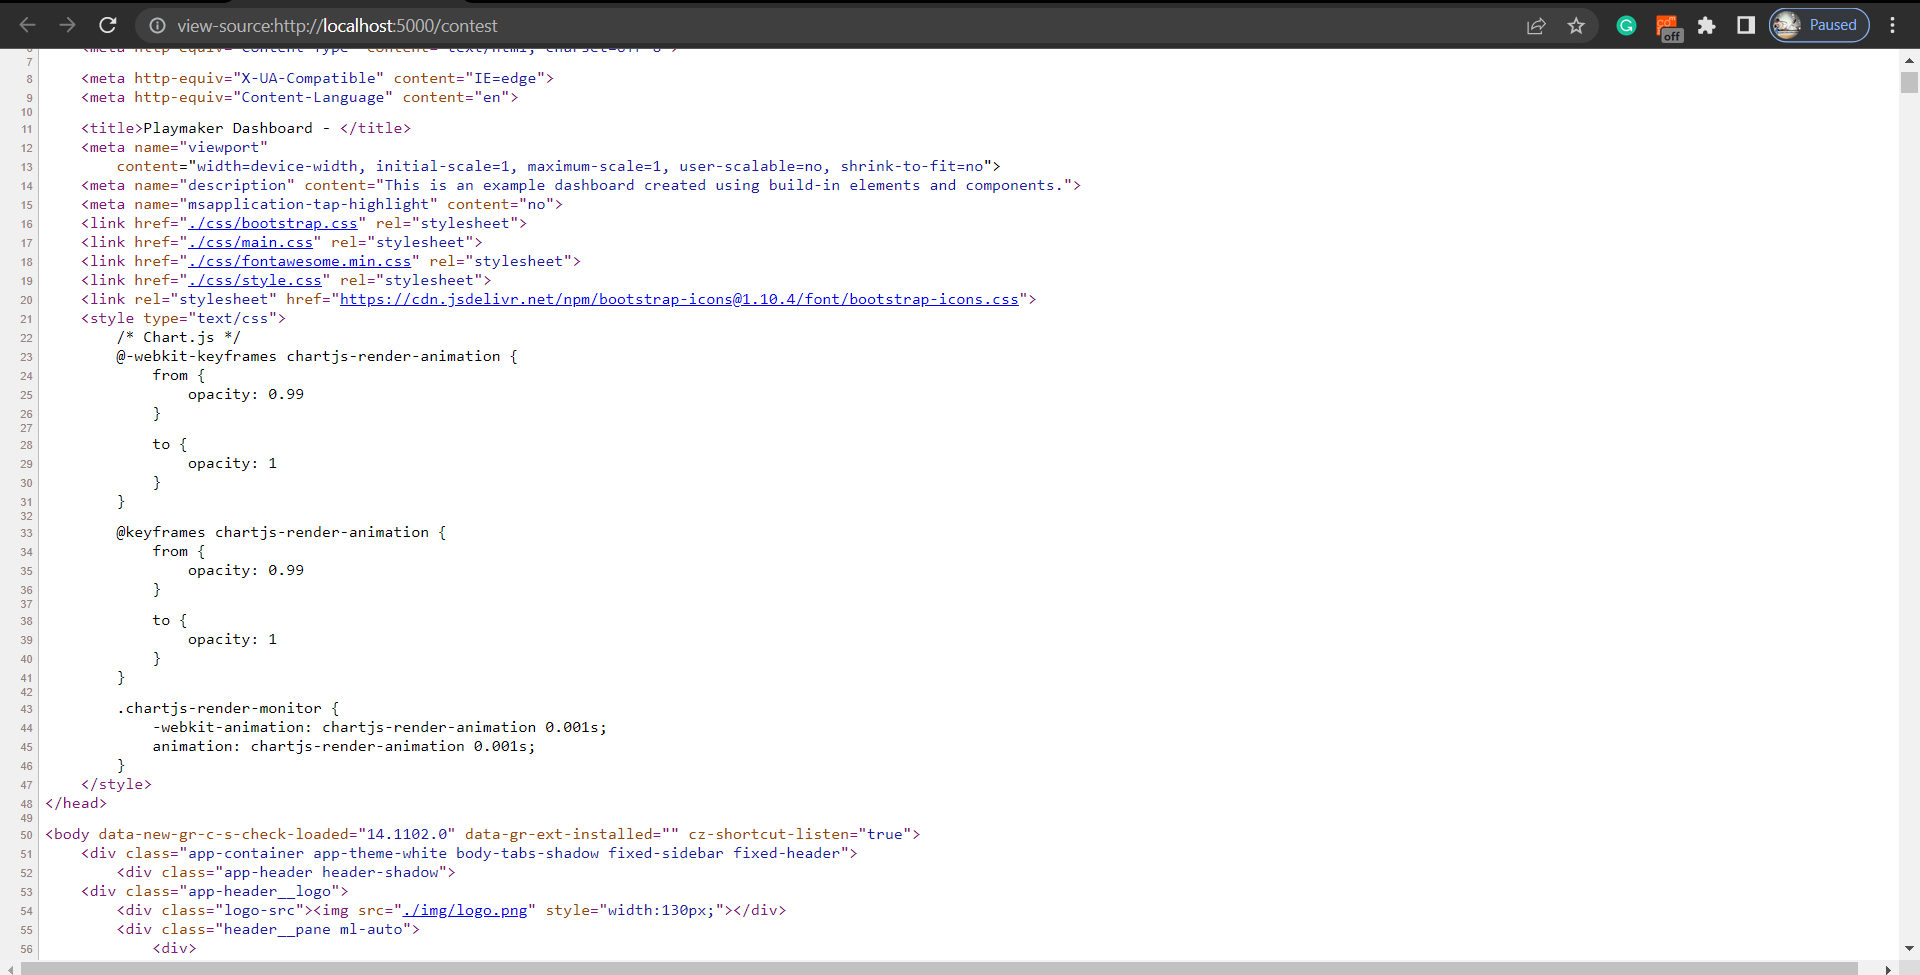 view-source:http://localhost:5000/contest
off
Paused
6 <meta http-equiv="Content-Type" content="text/html; charset=UTF-8">
7
8 <meta http-equiv="X-UA-Compatible" content="IE=edge">
9 <meta http-equiv="Content-Language" content="en">
10
11 <title>Playmaker Dashboard - </title>
12 <meta name="viewport"
13 content="width=device-width, initial-scale=1, maximum-scale=1, user-scalable=no, shrink-to-fit=no">
14 <meta name="description" content="This is an example dashboard created using build-in elements and components.">
15 <meta name="msapplication-tap-highlight" content="no">
16 <link href="./css/bootstrap.css" rel="stylesheet">
17 <link href="./css/main.css" rel="stylesheet">
18 <link href="./css/fontawesome.min.css" rel="stylesheet">
19 <link href="./css/style.css" rel="stylesheet">
20 <link rel="stylesheet" href="https://cdn.jsdelivr.net/npm/bootstrap-icons@1.10.4/font/bootstrap-icons.css">
21 <style type="text/css">
22 /* Chart.js */
23 @-webkit-keyframes chartjs-render-animation {
24 from {
25 opacity: 0.99
26 }
27
28 to {
29 opacity: 1
30 }
31 }
32
33 @keyframes chartjs-render-animation {
34 from {
35 opacity: 0.99
36 }
37
38 to {
39 opacity: 1
40 }
41 }
42
43 .chartjs-render-monitor {
44 -webkit-animation: chartjs-render-animation 0.001s;
45 animation: chartjs-render-animation 0.001s;
46 }
47 </style>
48 </head>
49
50 <body data-new-gr-c-s-check-loaded="14.1102.0" data-gr-ext-installed="" cz-shortcut-listen="true">
51 <div class="app-container app-theme-white body-tabs-shadow fixed-sidebar fixed-header">
52 <div class="app-header header-shadow">
53 <div class="app-header__logo">
54 <div class="logo-src"><img src="./img/logo.png" style="width:130px;"></div>
55 <div class="header__pane ml-auto">
56 <div>